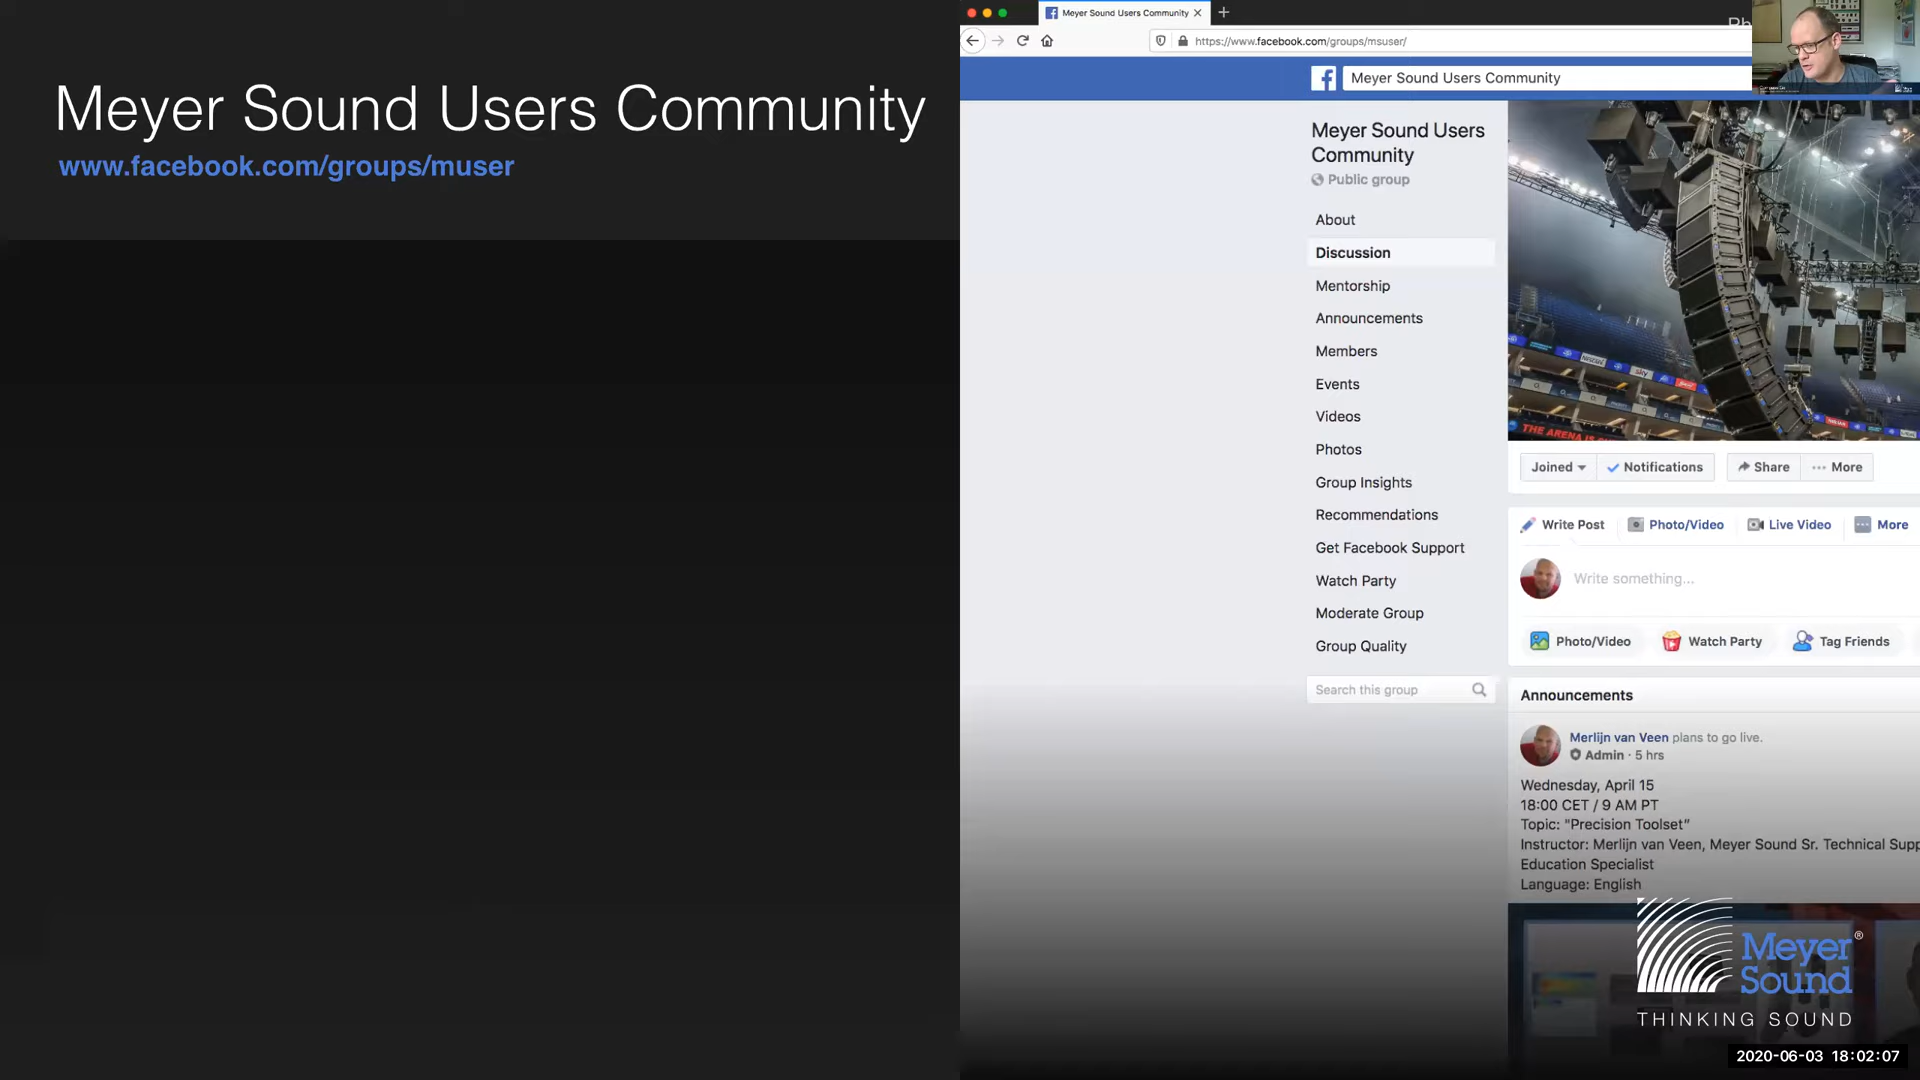 Meyer Sound Users Community
www.facebook.com/groups/muser
Meyer Sound Users Community
https://www.facebook.com/groups/msuser/
Meyer Sound Users Community
Meyer Sound Users
Community
Public group
About
Discussion
Mentorship
Announcements
Members
Events
Videos
Photos
Group Insights
Recommendations
Get Facebook Support
Watch Party
Moderate Group
Group Quality
Search this group
sky
THE ARENA IS
Joined
Notifications
Share
More
Write Post
Photo/Video
Live Video
More
Write something...
Photo/Video
Watch Party
Tag Friends
Announcements
Merlijn van Veen plans to go live.
Admin · 5 hrs
Wednesday, April 15
18:00 CET / 9 AM PT
Topic: "Precision Toolset"
Instructor: Merlijn van Veen, Meyer Sound Sr. Technical Supp
Education Specialist
Language: English
Meyer®
Sound
THINKING SOUND
2020-06-03 18:02:07